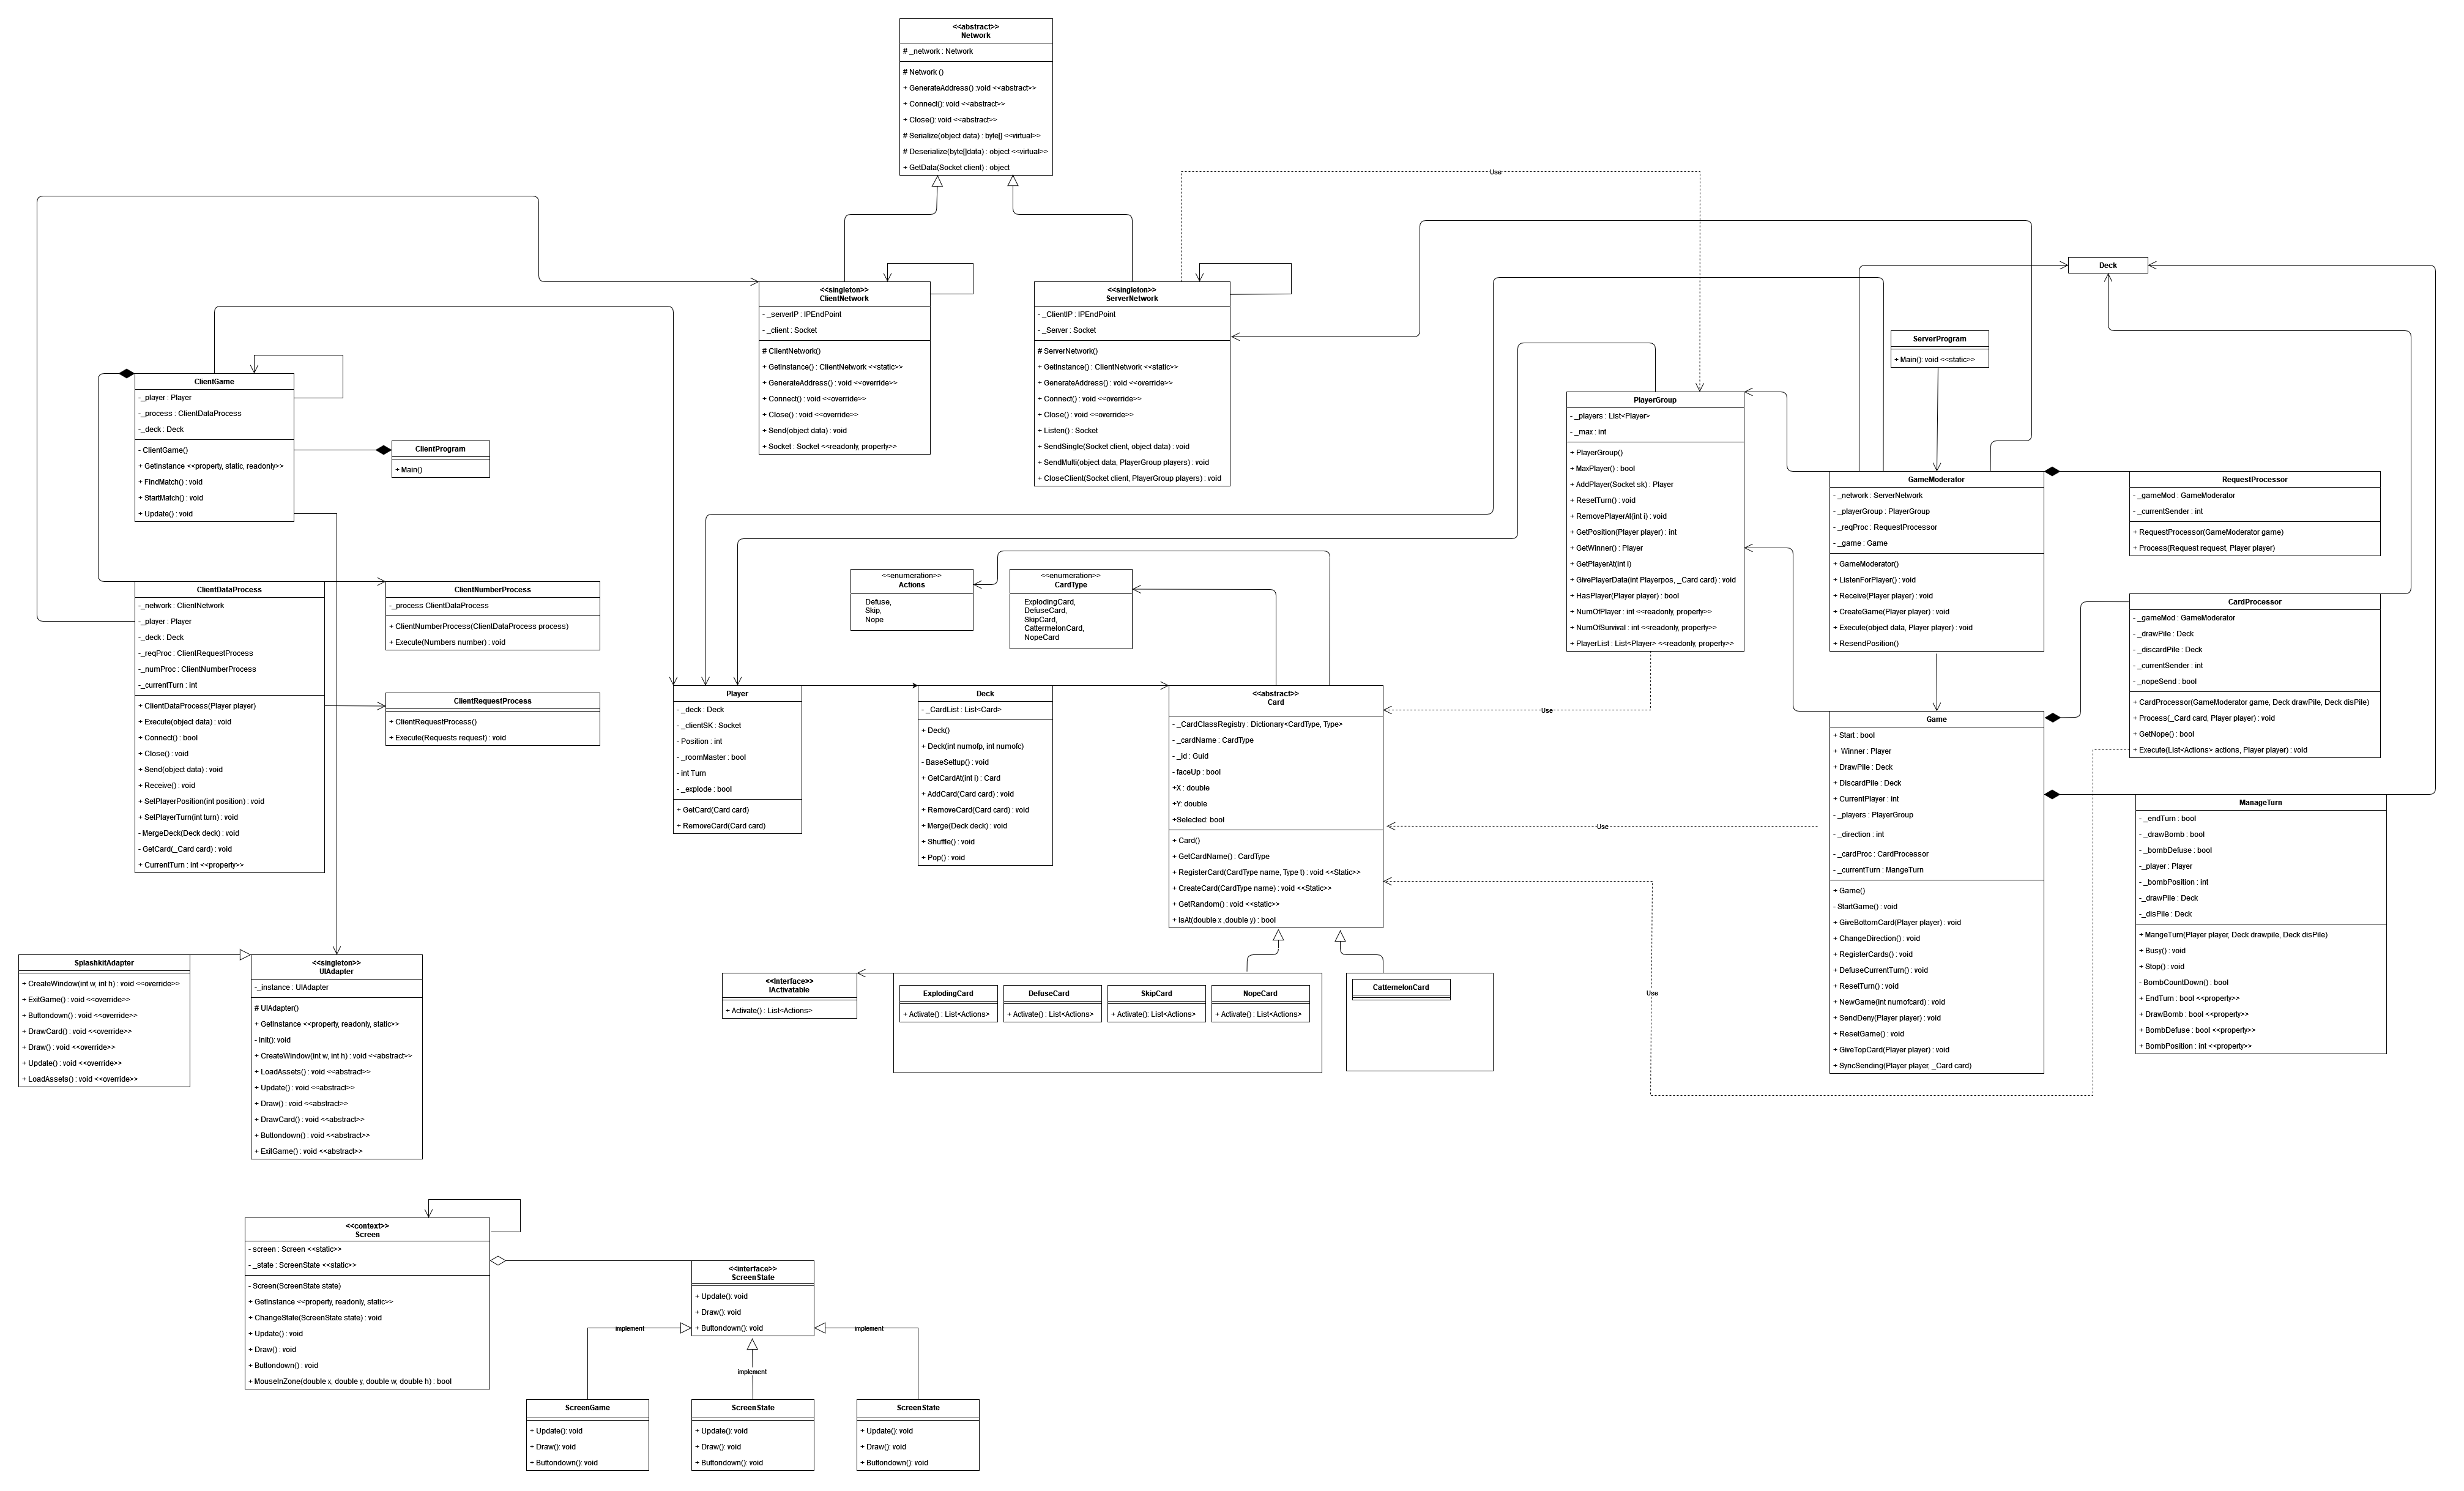 <<abstract>>
Network
# _network : Network
# Network ()
+ GenerateAddress() :void <<abstract>>
+ Connect(): void <<abstract>>
+ Close(): void <<abstract>>
# Serialize(object data) : byte[] <<virtual>>
# Deserialize(byte[]data) : object <<virtual>>
+ GetData(Socket client) : object
Use
<<singleton>>
ClientNetwork
- _serverIP : IPEndPoint
- _client : Socket
# ClientNetwork()
+ GetInstance() : ClientNetwork <<static>>
+ GenerateAddress() : void <<override>>
+ Connect() : void <<override>>
+ Close() : void <<override>>
+ Send(object data) : void
+ Socket : Socket <<readonly, property>>
<<singleton>>
ServerNetwork
- _ClientIP : IPEndPoint
- _Server : Socket
# ServerNetwork()
+ GetInstance() : ClientNetwork <<static>>
+ GenerateAddress() : void <<override>>
+ Connect() : void <<override>>
+ Close() : void <<override>>
+ Listen() : Socket
+ SendSingle(Socket client, object data) : void
+ SendMulti(object data, PlayerGroup players) : void
+ CloseClient(Socket client, PlayerGroup players) : void
Deck
ServerProgram
+ Main(): void <<static>>
ClientGame
-_player : Player
-_process : ClientDataProcess
-_deck : Deck
- ClientGame()
+ GetInstance <<property, static, readonly>>
+ FindMatch() : void
+ StartMatch() : void
+ Update() : void
ClientProgram
+ Main()
PlayerGroup
- _players : List<Player>
- _max : int
+ PlayerGroup()
+ MaxPlayer() : bool
+ AddPlayer(Socket sk) : Player
+ ResetTurn() : void
+ RemovePlayerAt(int i) : void
+ GetPosition(Player player) : int
+ GetWinner() : Player
+ GetPlayerAt(int i)
+ GivePlayerData(int Playerpos, _Card card) : void
+ HasPlayer(Player player) : bool
+ NumOfPlayer : int <<readonly, property>>
+ NumOfSurvival : int <<readonly, property>>
+ PlayerList : List<Player> <<readonly, property>>
GameModerator
- _network : ServerNetwork
- _playerGroup : PlayerGroup
- _reqProc : RequestProcessor
- _game : Game
+ GameModerator()
+ ListenForPlayer() : void
+ Receive(Player player) : void
+ CreateGame(Player player) : void
+ Execute(object data, Player player) : void
+ ResendPosition()
RequestProcessor
- _gameMod : GameModerator
- _currentSender : int
+ RequestProcessor(GameModerator game)
+ Process(Request request, Player player)
ClientDataProcess
-_network : ClientNetwork
-_player : Player
-_deck : Deck
-_reqProc : ClientRequestProcess
-_numProc : ClientNumberProcess
-_currentTurn : int
+ ClientDataProcess(Player player)
+ Execute(object data) : void
+ Connect() : bool
+ Close() : void
+ Send(object data) : void
+ Receive() : void
+ SetPlayerPosition(int position) : void
+ SetPlayerTurn(int turn) : void
- MergeDeck(Deck deck) : void
- GetCard(_Card card) : void
+ CurrentTurn : int <<property>>
ClientNumberProcess
-_process ClientDataProcess
+ ClientNumberProcess(ClientDataProcess process)
+ Execute(Numbers number) : void
ClientRequestProcess
+ ClientRequestProcess()
+ Execute(Requests request) : void
<<enumeration>>
Actions
Defuse,
Skip,
Nope
<<enumeration>>
CardType
ExplodingCard,
DefuseCard,
SkipCard,
CattermelonCard,
NopeCard
CardProcessor
- _gameMod : GameModerator
- _drawPile : Deck
- _discardPile : Deck
- _currentSender : int
- _nopeSend : bool
+ CardProcessor(GameModerator game, Deck drawPile, Deck disPile)
+ Process(_Card card, Player player) : void
+ GetNope() : bool
+ Execute(List<Actions> actions, Player player) : void
Player
- _deck : Deck
- _clientSK : Socket
- Position : int
- _roomMaster : bool
- int Turn
- _explode : bool
+ GetCard(Card card)
+ RemoveCard(Card card)
Deck
- _CardList : List<Card>
+ Deck()
+ Deck(int numofp, int numofc)
- BaseSettup() : void
+ GetCardAt(int i) : Card
+ AddCard(Card card) : void
+ RemoveCard(Card card) : void
+ Merge(Deck deck) : void
+ Shuffle() : void
+ Pop() : void
<<abstract>>
Card
- _CardClassRegistry : Dictionary<CardType, Type>
- _cardName : CardType
- _id : Guid
- faceUp : bool
+X : double
+Y: double
+Selected: bool
+ Card()
+ GetCardName() : CardType
+ RegisterCard(CardType name, Type t) : void <<Static>>
+ CreateCard(CardType name) : void <<Static>>
+ GetRandom() : void <<static>>
+ IsAt(double x ,double y) : bool
Use
Use
Use
Game
+ Start : bool
+  Winner : Player
+ DrawPile : Deck
+ DiscardPile : Deck
+ CurrentPlayer : int
- _players : PlayerGroup
- _direction : int
- _cardProc : CardProcessor
- _currentTurn : MangeTurn
+ Game()
- StartGame() : void
+ GiveBottomCard(Player player) : void
+ ChangeDirection() : void
+ RegisterCards() : void
+ DefuseCurrentTurn() : void
+ ResetTurn() : void
+ NewGame(int numofcard) : void
+ SendDeny(Player player) : void
+ ResetGame() : void
+ GiveTopCard(Player player) : void
+ SyncSending(Player player, _Card card)
ManageTurn
- _endTurn : bool
- _drawBomb : bool
- _bombDefuse : bool
- _player : Player
- _bombPosition : int
- _drawPile : Deck
- _disPile : Deck
+ MangeTurn(Player player, Deck drawpile, Deck disPile)
+ Busy() : void
+ Stop() : void
- BombCountDown() : bool
+ EndTurn : bool <<property>>
+ DrawBomb : bool <<property>>
+ BombDefuse : bool <<property>>
+ BombPosition : int <<property>>
SplashkitAdapter
+ CreateWindow(int w, int h) : void <<override>>
+ ExitGame() : void <<override>>
+ Buttondown() : void <<override>>
+ DrawCard() : void <<override>>
+ Draw() : void <<override>>
+ Update() : void <<override>>
+ LoadAssets() : void <<override>>
<<singleton>>
UIAdapter
-_instance : UIAdapter
# UIAdapter()
+ GetInstance <<property, readonly, static>>
- Init(): void
+ CreateWindow(int w, int h) : void <<abstract>>
+ LoadAssets() : void <<abstract>>
+ Update() : void <<abstract>>
+ Draw() : void <<abstract>>
+ DrawCard() : void <<abstract>>
+ Buttondown() : void <<abstract>>
+ ExitGame() : void <<abstract>>
<<Interface>>
IActivatable
+ Activate() : List<Actions>
ExplodingCard
+ Activate() : List<Actions>
DefuseCard
+ Activate() : List<Actions>
SkipCard
+ Activate(): List<Actions>
NopeCard
+ Activate() : List<Actions>
CattemelonCard
<<context>>
Screen
- screen : Screen <<static>>
- _state : ScreenState <<static>>
- Screen(ScreenState state)
+ GetInstance <<property, readonly, static>>
+ ChangeState(ScreenState state) : void
+ Update() : void
+ Draw() : void
+ Buttondown() : void
+ MouseInZone(double x, double y, double w, double h) : bool
<<interface>>
ScreenState
+ Update(): void
+ Draw(): void
+ Buttondown(): void
implement
implement
implement
ScreenGame
+ Update(): void
+ Draw(): void
+ Buttondown(): void
ScreenState
+ Update(): void
+ Draw(): void
+ Buttondown(): void
ScreenState
+ Update(): void
+ Draw(): void
+ Buttondown(): void